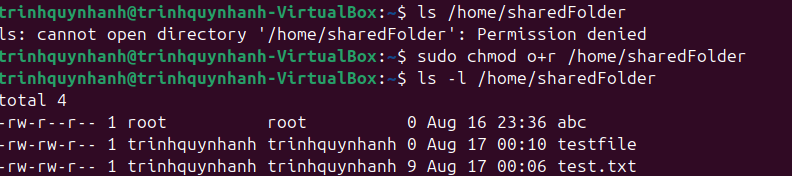 trinhquynhanh@trinhquynhanh-VirtualBox:~$ ls /home/sharedFolder
ls: cannot open directory '/home/sharedFolder': Permission denied
trinhquynhanh@trinhquynhanh-VirtualBox:~$ sudo chmod o+r /home/sharedFolder
trinhquynhanh@trinhquynhanh-VirtualBox:~$ ls -l /home/sharedFolder
total 4
-rw-r--r-- 1 root          root          0 Aug 16 23:36 abc
-rw-rw-r-- 1 trinhquynhanh trinhquynhanh 0 Aug 17 00:10 testfile
-rw-rw-r-- 1 trinhquynhanh trinhquynhanh 9 Aug 17 00:06 test.txt